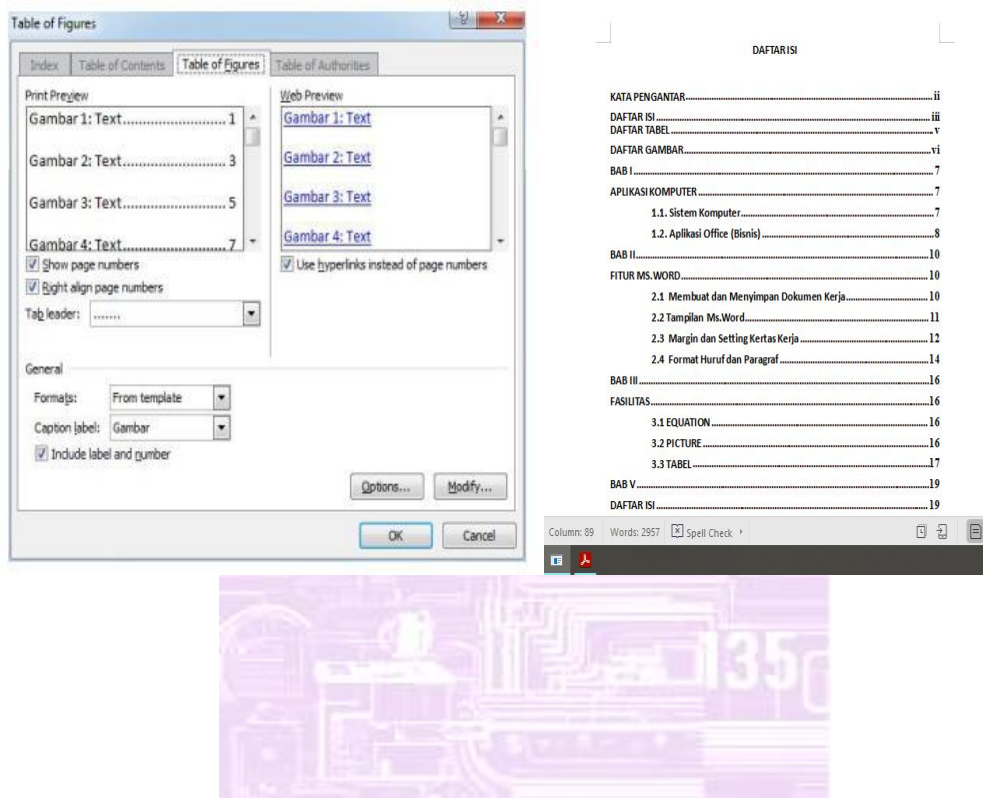 Table of Figures
Index Table of Contents Table of Figures Table of Authorities
Print Preview
Gambar 1: Text.......................... 1
Gambar 2: Text.......................... 3
Gambar 3: Text.......................... 5
Gambar 4: Text.......................... 7
Show page numbers
Right align page numbers
Tab leader: .......
Web Preview
Gambar 1: Text
Gambar 2: Text
Gambar 3: Text
Gambar 4: Text
Use hyperlinks instead of page numbers
General
Formats: From template
Caption label: Gambar
Include label and number
Options... Modify...
OK Cancel
DAFTAR ISI
KATA PENGANTAR.......................... ii
DAFTAR ISI.......................... iii
DAFTAR TABEL.......................... v
DAFTAR GAMBAR.......................... vi
BAB I.......................... 7
APLIKASI KOMPUTER.......................... 7
1.1. Sistem Komputer.......................... 7
1.2. Aplikasi Office (Bisnis).......................... 8
BAB II.......................... 10
FITUR MS.WORD.......................... 10
2.1 Membuat dan Menyimpan Dokumen Kerja.......................... 10
2.2 Tampilan Ms.Word.......................... 11
2.3 Margin dan Setting Kertas Kerja.......................... 12
2.4 Format Huruf dan Paragraf.......................... 14
BAB III.......................... 16
FASILITAS.......................... 16
3.1 EQUATION.......................... 16
3.2 PICTURE.......................... 16
3.3 TABEL.......................... 17
BAB V.......................... 19
DAFTAR ISI.......................... 19
Column: 89 Words: 2957 Spell Check
135